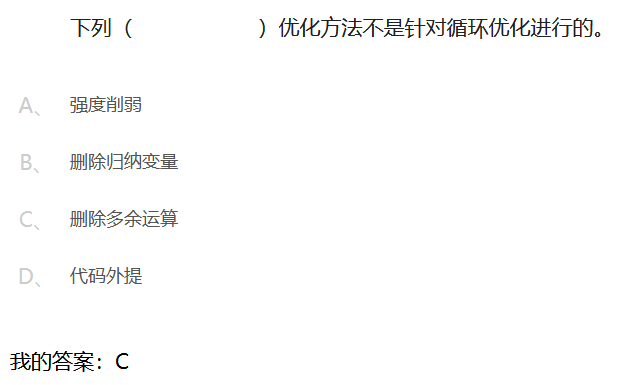 下列（ ）优化方法不是针对循环优化进行的。
A、 强度削弱
B、 删除归纳变量
C、 删除多余运算
D、 代码外提
我的答案：C